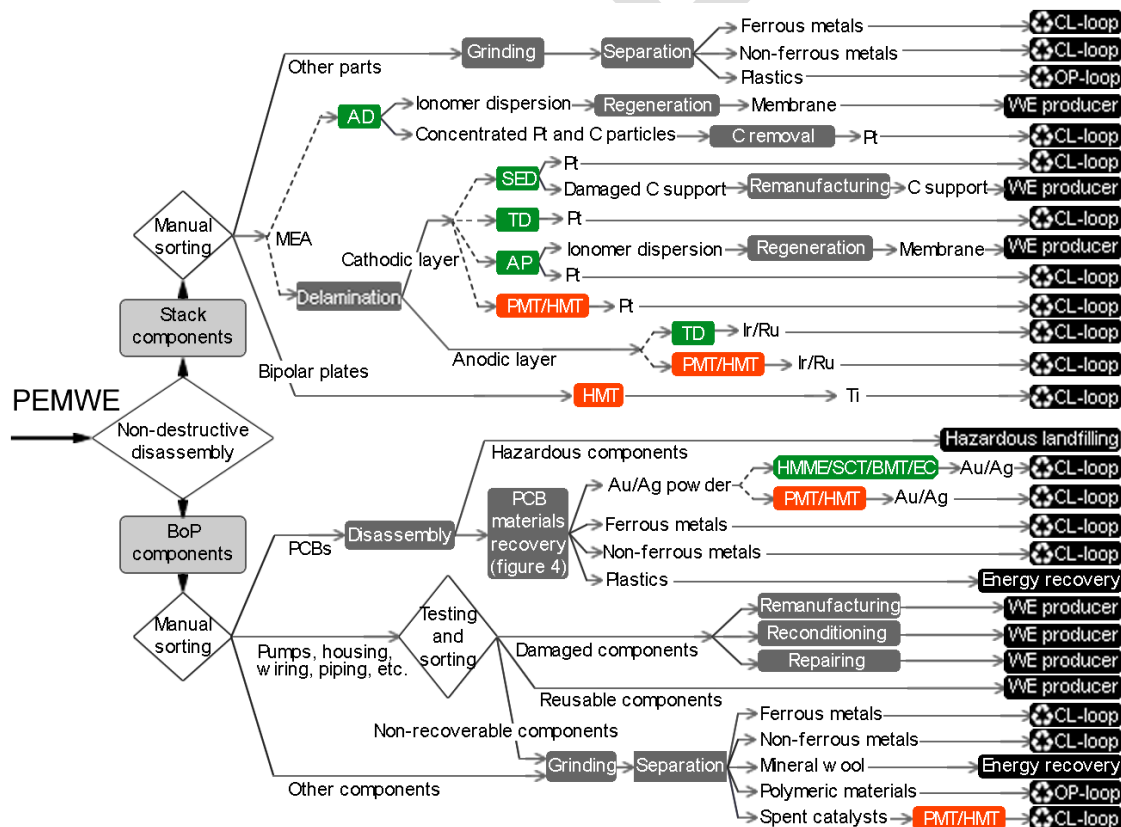 Ferrous metals
CL-loop
Other parts
Grinding
Separation
Non-ferrous metals
CL-loop
Plastics
OP-loop
AD
Ionomer dispersion
Regeneration
Membrane
WE producer
Concentrated Pt and C particles
C removal
Pt
CL-loop
Manual
sorting
MEA
Delamination
Cathodic layer
SED
Pt
CL-loop
Damaged C support
Remanufacturing
C support
WE producer
TD
Pt
CL-loop
AP
Ionomer dispersion
Regeneration
Membrane
WE producer
Pt
CL-loop
PMT/HMT
Pt
CL-loop
Anodic layer
TD
Ir/Ru
CL-loop
PMT/HMT
Ir/Ru
CL-loop
Stack
components
Bipolar plates
HMT
Ti
CL-loop
PEMWE
Non-destructive
disassembly
Hazardous components
Hazardous landfilling
BoP
components
PCBs
Disassembly
PCB
materials
recovery
(figure 4)
Au/Ag powder
HMME/SCT/BMT/EC
Au/Ag
CL-loop
PMT/HMT
Au/Ag
CL-loop
Ferrous metals
CL-loop
Non-ferrous metals
CL-loop
Plastics
Energy recovery
Manual
sorting
Pumps, housing,
wiring, piping, etc.
Testing
and
sorting
Damaged components
Remanufacturing
WE producer
Reconditioning
WE producer
Repairing
WE producer
Reusable components
WE producer
Non-recoverable components
Other components
Grinding
Separation
Ferrous metals
CL-loop
Non-ferrous metals
CL-loop
Mineral wool
Energy recovery
Polymeric materials
OP-loop
Spent catalysts
PMT/HMT
CL-loop